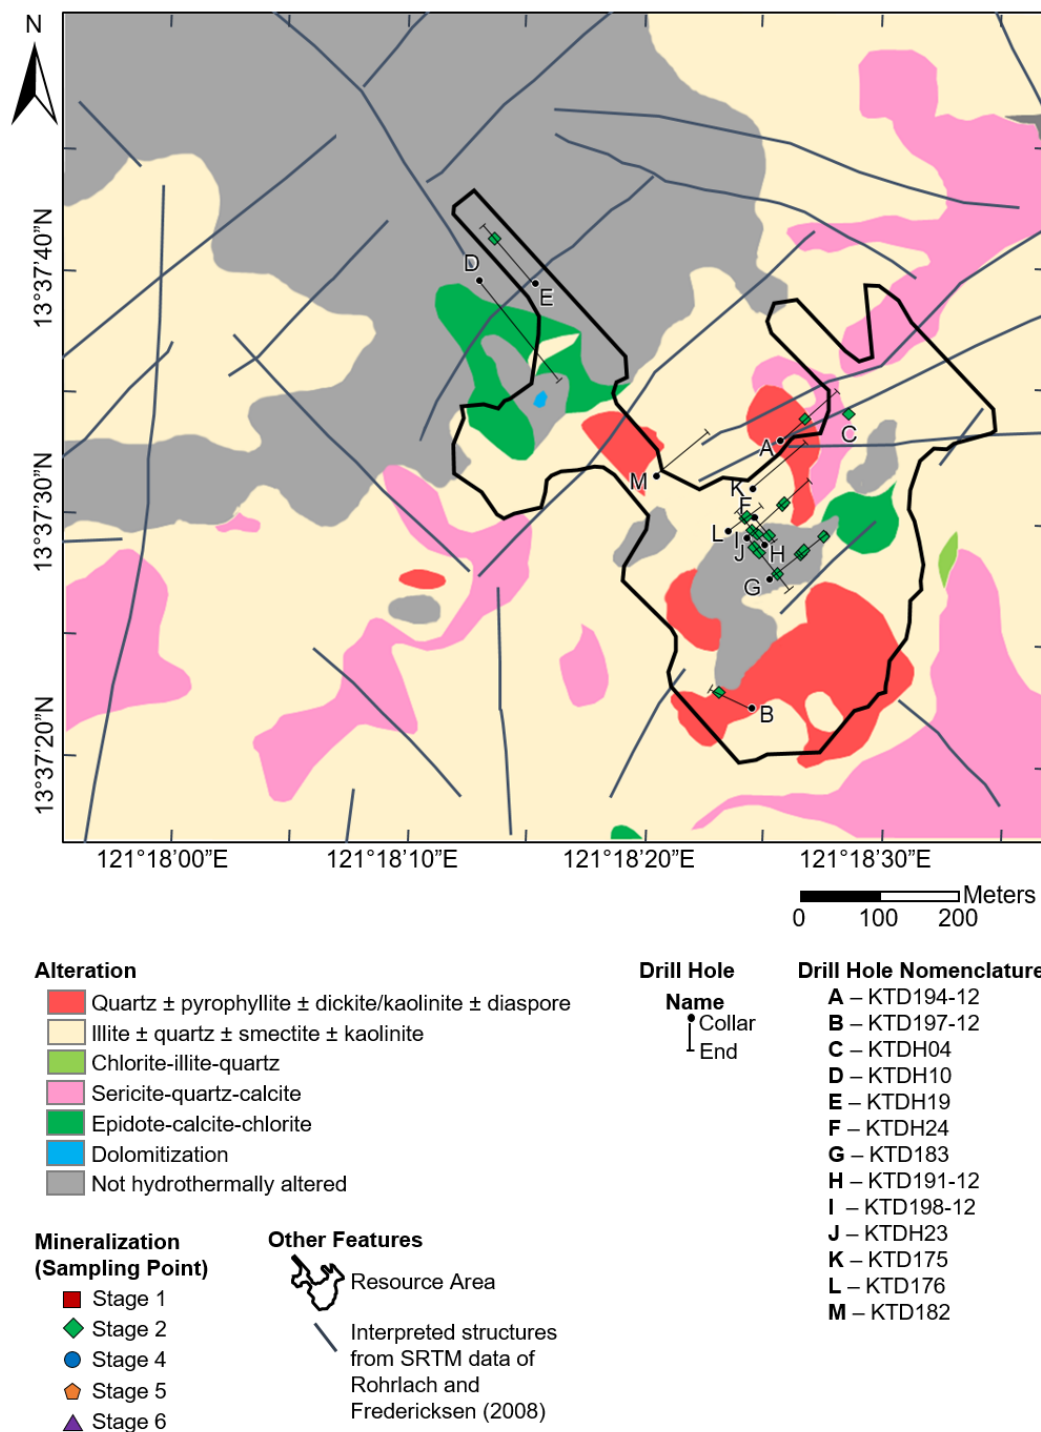 N
13°37'40"N
13°37'30"N
13°37'20"N
D
E
A
C
M
K
F
L
I
J
H
G
B
121°18'00"E
121°18'10"E
121°18'20"E
121°18'30"E
Meters
0 100 200
Alteration
Quartz ± pyrophyllite ± dickite/kaolinite ± diaspore
Illite ± quartz ± smectite ± kaolinite
Chlorite-illite-quartz
Sericite-quartz-calcite
Epidote-calcite-chlorite
Dolomitization
Not hydrothermally altered
Mineralization
(Sampling Point)
Stage 1
Stage 2
Stage 4
Stage 5
Stage 6
Other Features
Resource Area
Interpreted structures
from SRTM data of
Rohrlach and
Fredericksen (2008)
Drill Hole
Name
Collar
End
Drill Hole Nomenclature
A – KTD194-12
B – KTD197-12
C – KTDH04
D – KTDH10
E – KTDH19
F – KTDH24
G – KTD183
H – KTD191-12
I – KTD198-12
J – KTDH23
K – KTD175
L – KTD176
M – KTD182